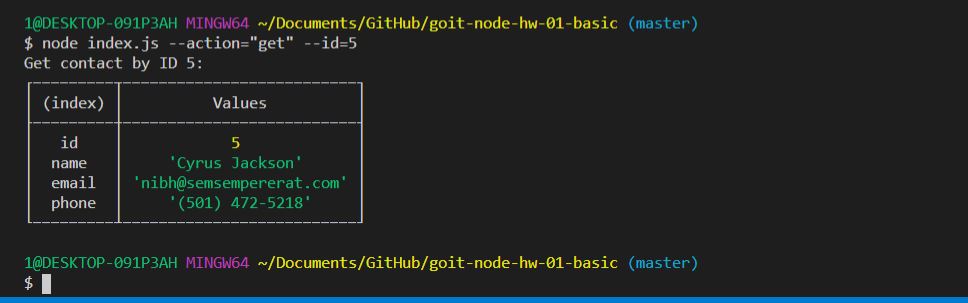 1@DESKTOP-091P3AH MINGW64 ~/Documents/GitHub/goit-node-hw-01-basic (master)
$ node index.js --action="get" --id=5
Get contact by ID 5:
(index) Values
id 5
name 'Cyrus Jackson'
email 'nibh@semsempererat.com'
phone '(501) 472-5218'
1@DESKTOP-091P3AH MINGW64 ~/Documents/GitHub/goit-node-hw-01-basic (master)
$